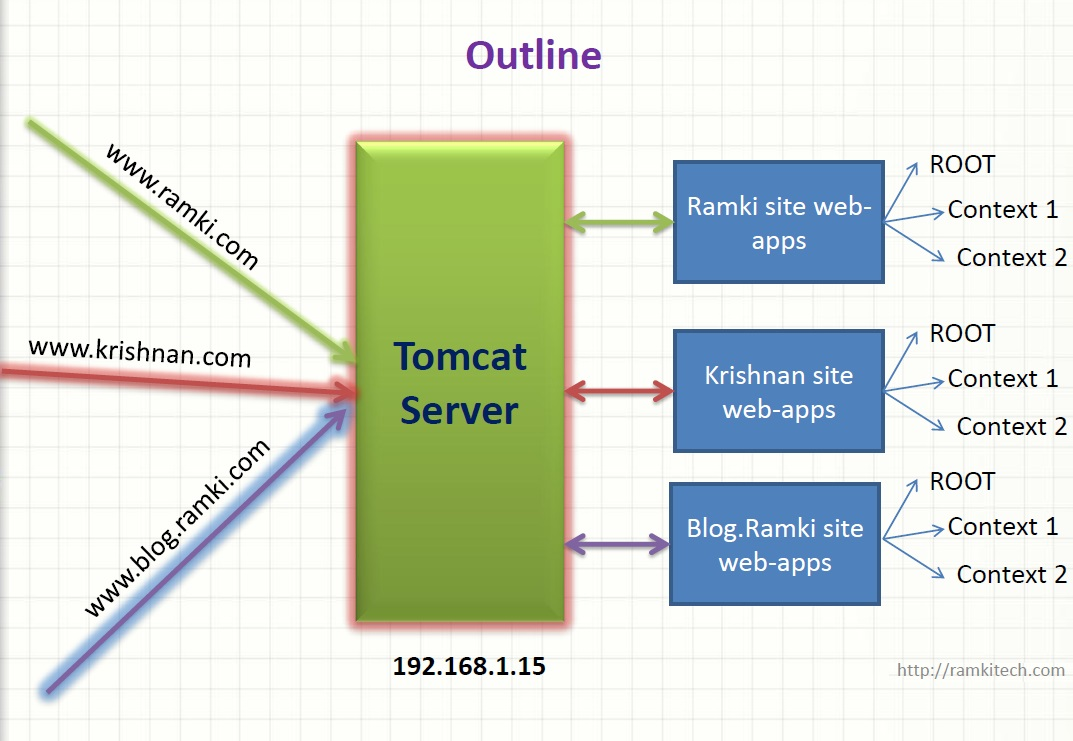 Outline
www.ramki.com
www.krishnan.com
www.blog.ramki.com
Tomcat
Server
192.168.1.15
Ramki site web-
apps
ROOT
Context 1
Context 2
Krishnan site
web-apps
ROOT
Context 1
Context 2
Blog.Ramki site
web-apps
ROOT
Context 1
Context 2
http://ramkitech.com